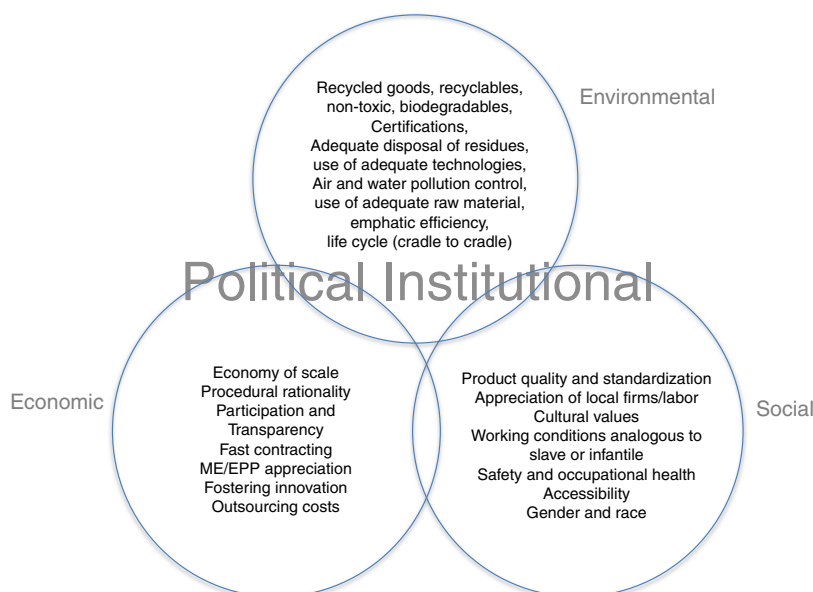 Recycled goods, recyclables,
non-toxic, biodegradables,
Certifications,
Adequate disposal of residues,
use of adequate technologies,
Air and water pollution control,
use of adequate raw material,
emphatic efficiency,
life cycle (cradle to cradle)
Environmental
Political Institutional
Economic
Economy of scale
Procedural rationality
Participation and
Transparency
Fast contracting
ME/EPP appreciation
Fostering innovation
Outsourcing costs
Product quality and standardization
Appreciation of local firms/labor
Cultural values
Working conditions analogous to
slave or infantile
Safety and occupational health
Accessibility
Gender and race
Social